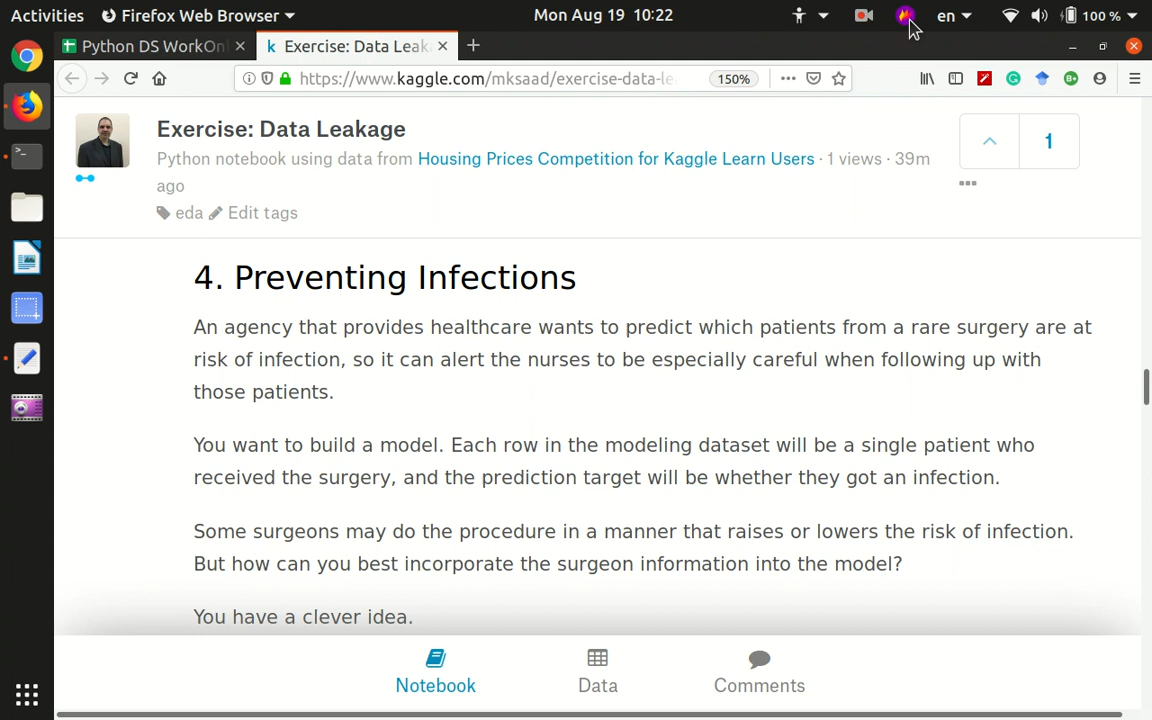 Activities Firefox Web Browser Mon Aug 19 10:22 en 100 %
Python DS WorkOn k Exercise: Data Leak
https://www.kaggle.com/mksaad/exercise-data-le 150%
Exercise: Data Leakage
Python notebook using data from Housing Prices Competition for Kaggle Learn Users · 1 views · 39m
ago
eda Edit tags
1
4. Preventing Infections
An agency that provides healthcare wants to predict which patients from a rare surgery are at
risk of infection, so it can alert the nurses to be especially careful when following up with
those patients.
You want to build a model. Each row in the modeling dataset will be a single patient who
received the surgery, and the prediction target will be whether they got an infection.
Some surgeons may do the procedure in a manner that raises or lowers the risk of infection.
But how can you best incorporate the surgeon information into the model?
You have a clever idea.
Notebook Data Comments